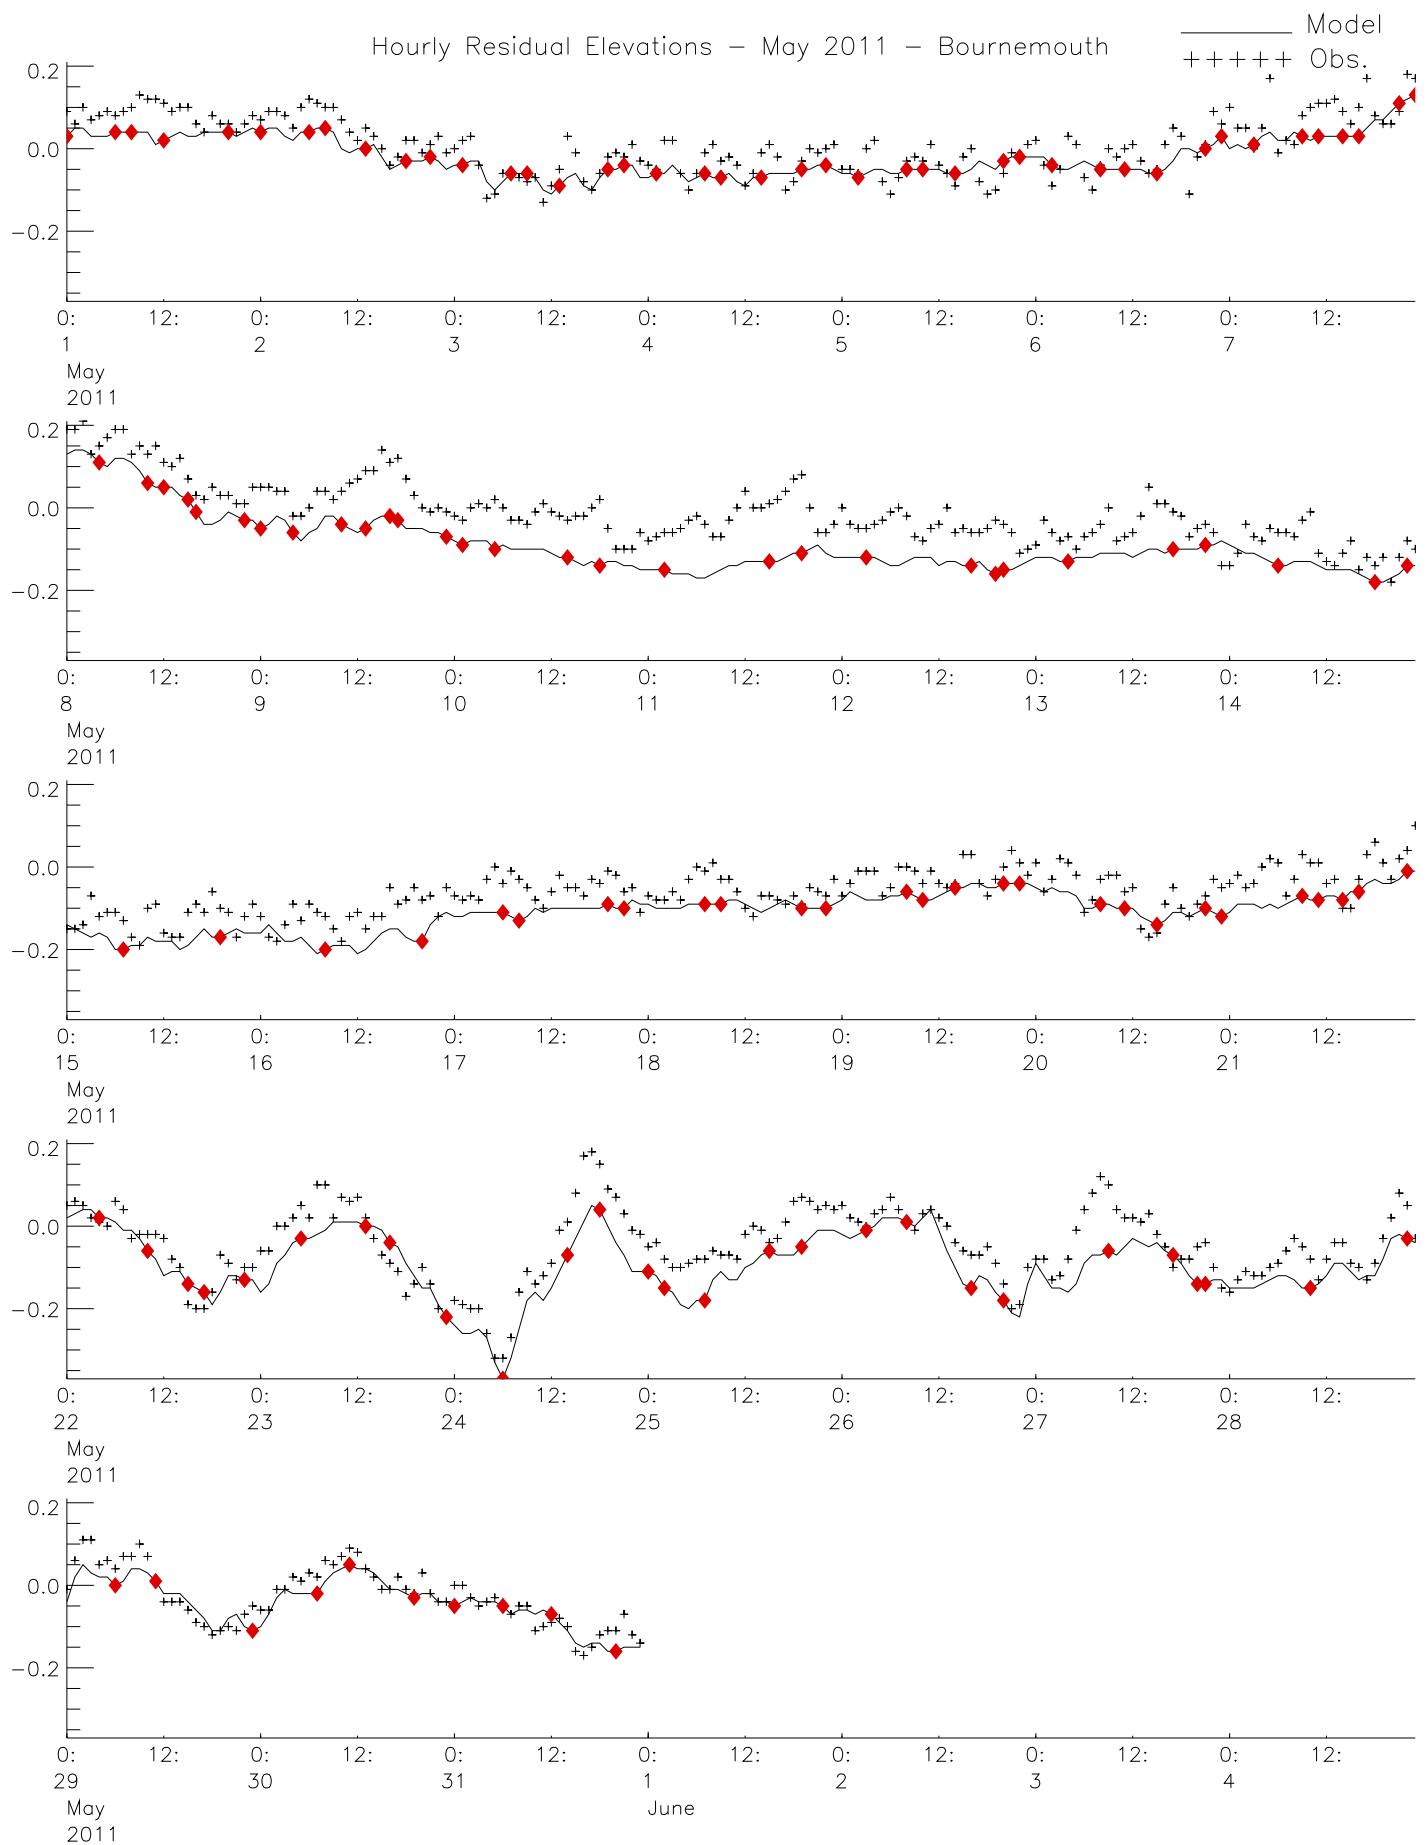 Hourly Residual Elevations – May 2011 – Bournemouth
Model
+++++ Obs.
0.2
0.0
−0.2
0: 12: 0: 12: 0: 12: 0: 12: 0: 12: 0: 12: 0: 12:
1 2 3 4 5 6 7
May
2011
0.2
0.0
−0.2
0: 12: 0: 12: 0: 12: 0: 12: 0: 12: 0: 12: 0: 12:
8 9 10 11 12 13 14
May
2011
0.2
0.0
−0.2
0: 12: 0: 12: 0: 12: 0: 12: 0: 12: 0: 12: 0: 12:
15 16 17 18 19 20 21
May
2011
0.2
0.0
−0.2
0: 12: 0: 12: 0: 12: 0: 12: 0: 12: 0: 12: 0: 12:
22 23 24 25 26 27 28
May
2011
0.2
0.0
−0.2
0: 12: 0: 12: 0: 12: 0: 12: 0: 12: 0: 12: 0: 12:
29 30 31 1 2 3 4
May June
2011